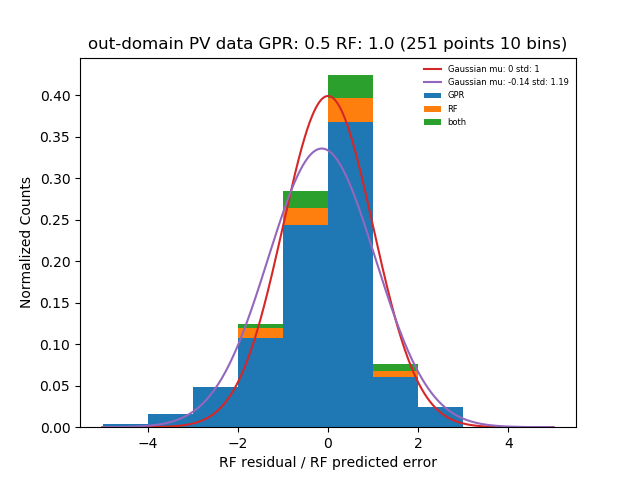 out-domain PV data GPR: 0.5 RF: 1.0 (251 points 10 bins)
Gaussian mu: 0 std: 1
Gaussian mu: -0.14 std: 1.19
GPR
RF
both
Normalized Counts
0.40
0.35
0.30
0.25
0.20
0.15
0.10
0.05
0.00
−4 −2 0 2 4
RF residual / RF predicted error